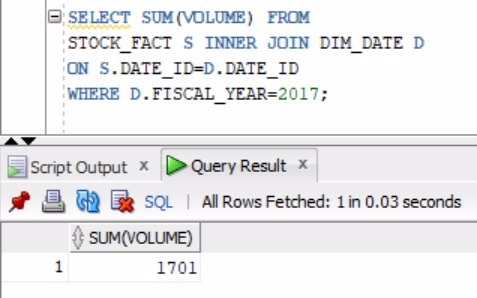 SELECT SUM(VOLUME) FROM
STOCK_FACT S INNER JOIN DIM_DATE D
ON S.DATE_ID=D.DATE_ID
WHERE D.FISCAL_YEAR=2017;
Script Output x Query Result x
SQL | All Rows Fetched: 1 in 0.03 seconds
SUM(VOLUME)
1 1701